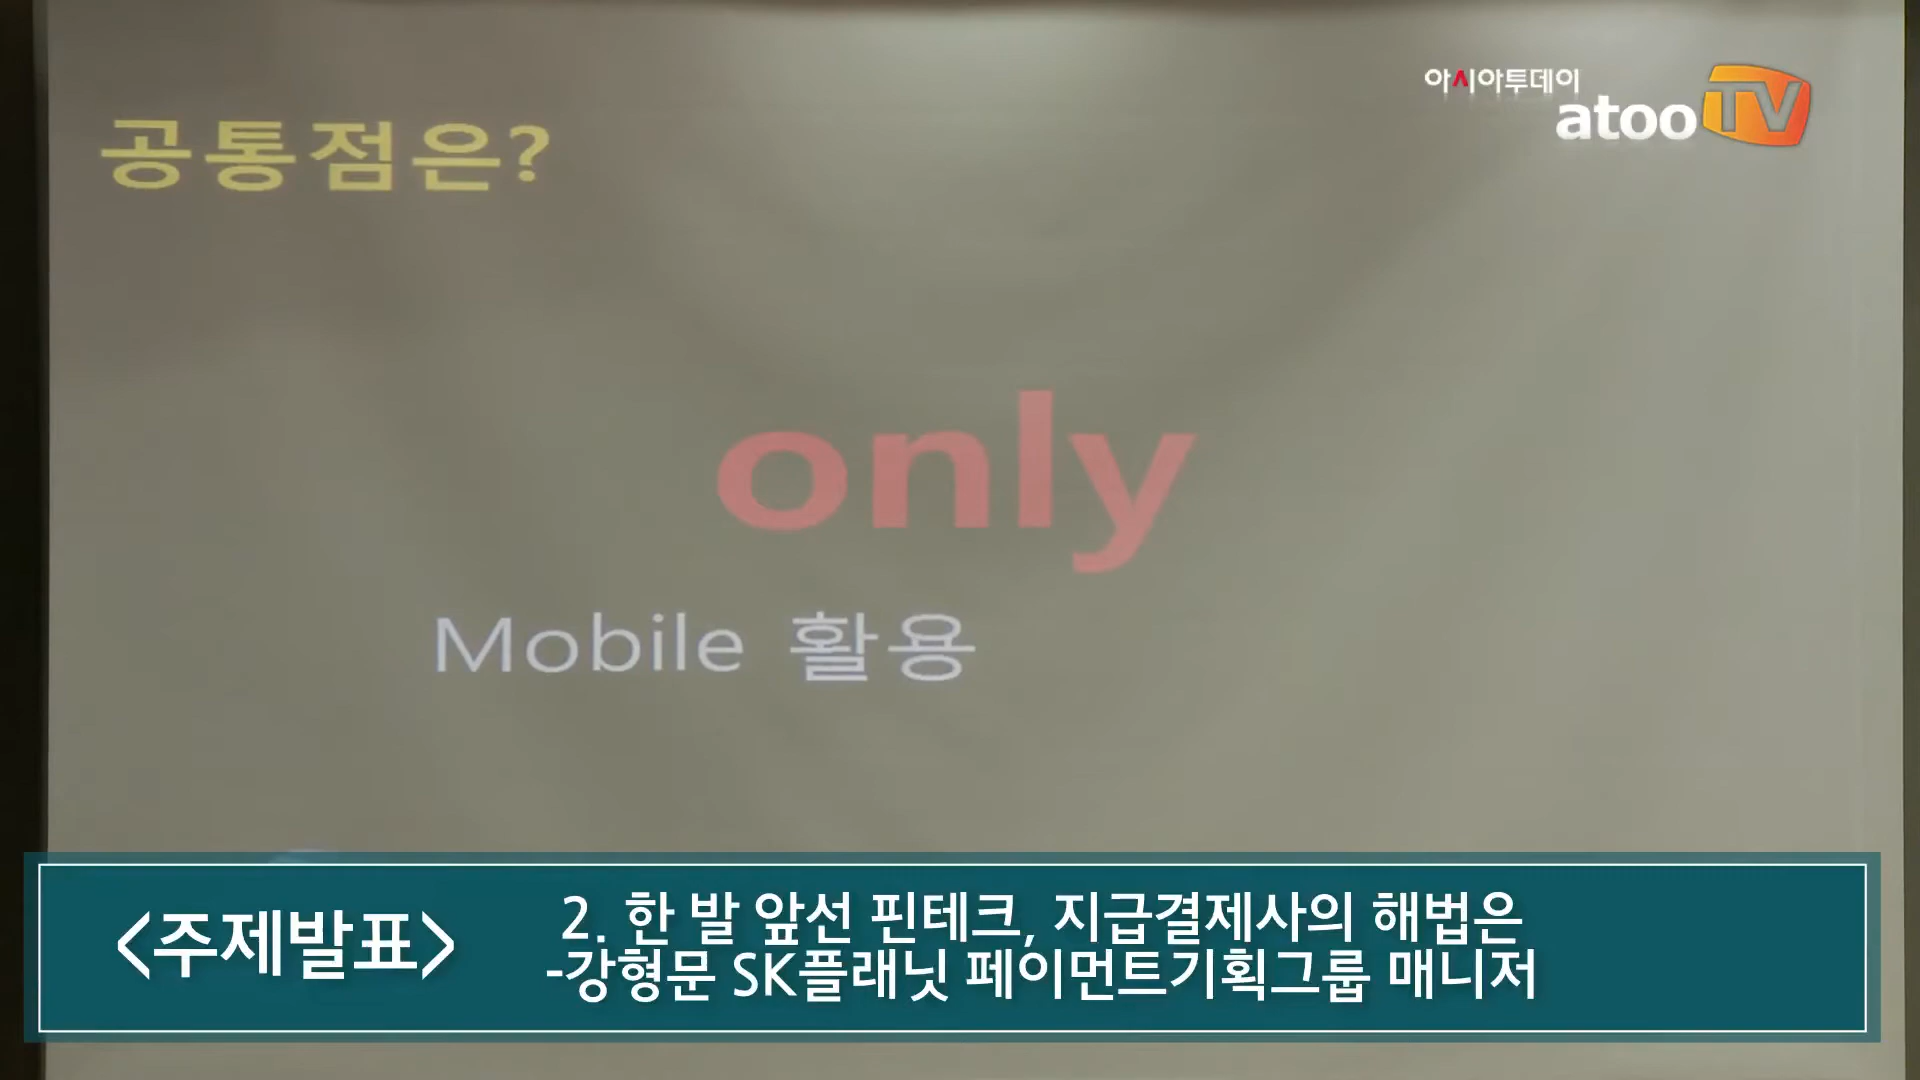 아시아투데이
atooTV
공통점은?
only
Mobile 활용
<주제발표>
2. 한 발 앞선 핀테크, 지급결제사의 해법은
-강형문 SK플래닛 페이먼트기획그룹 매니저